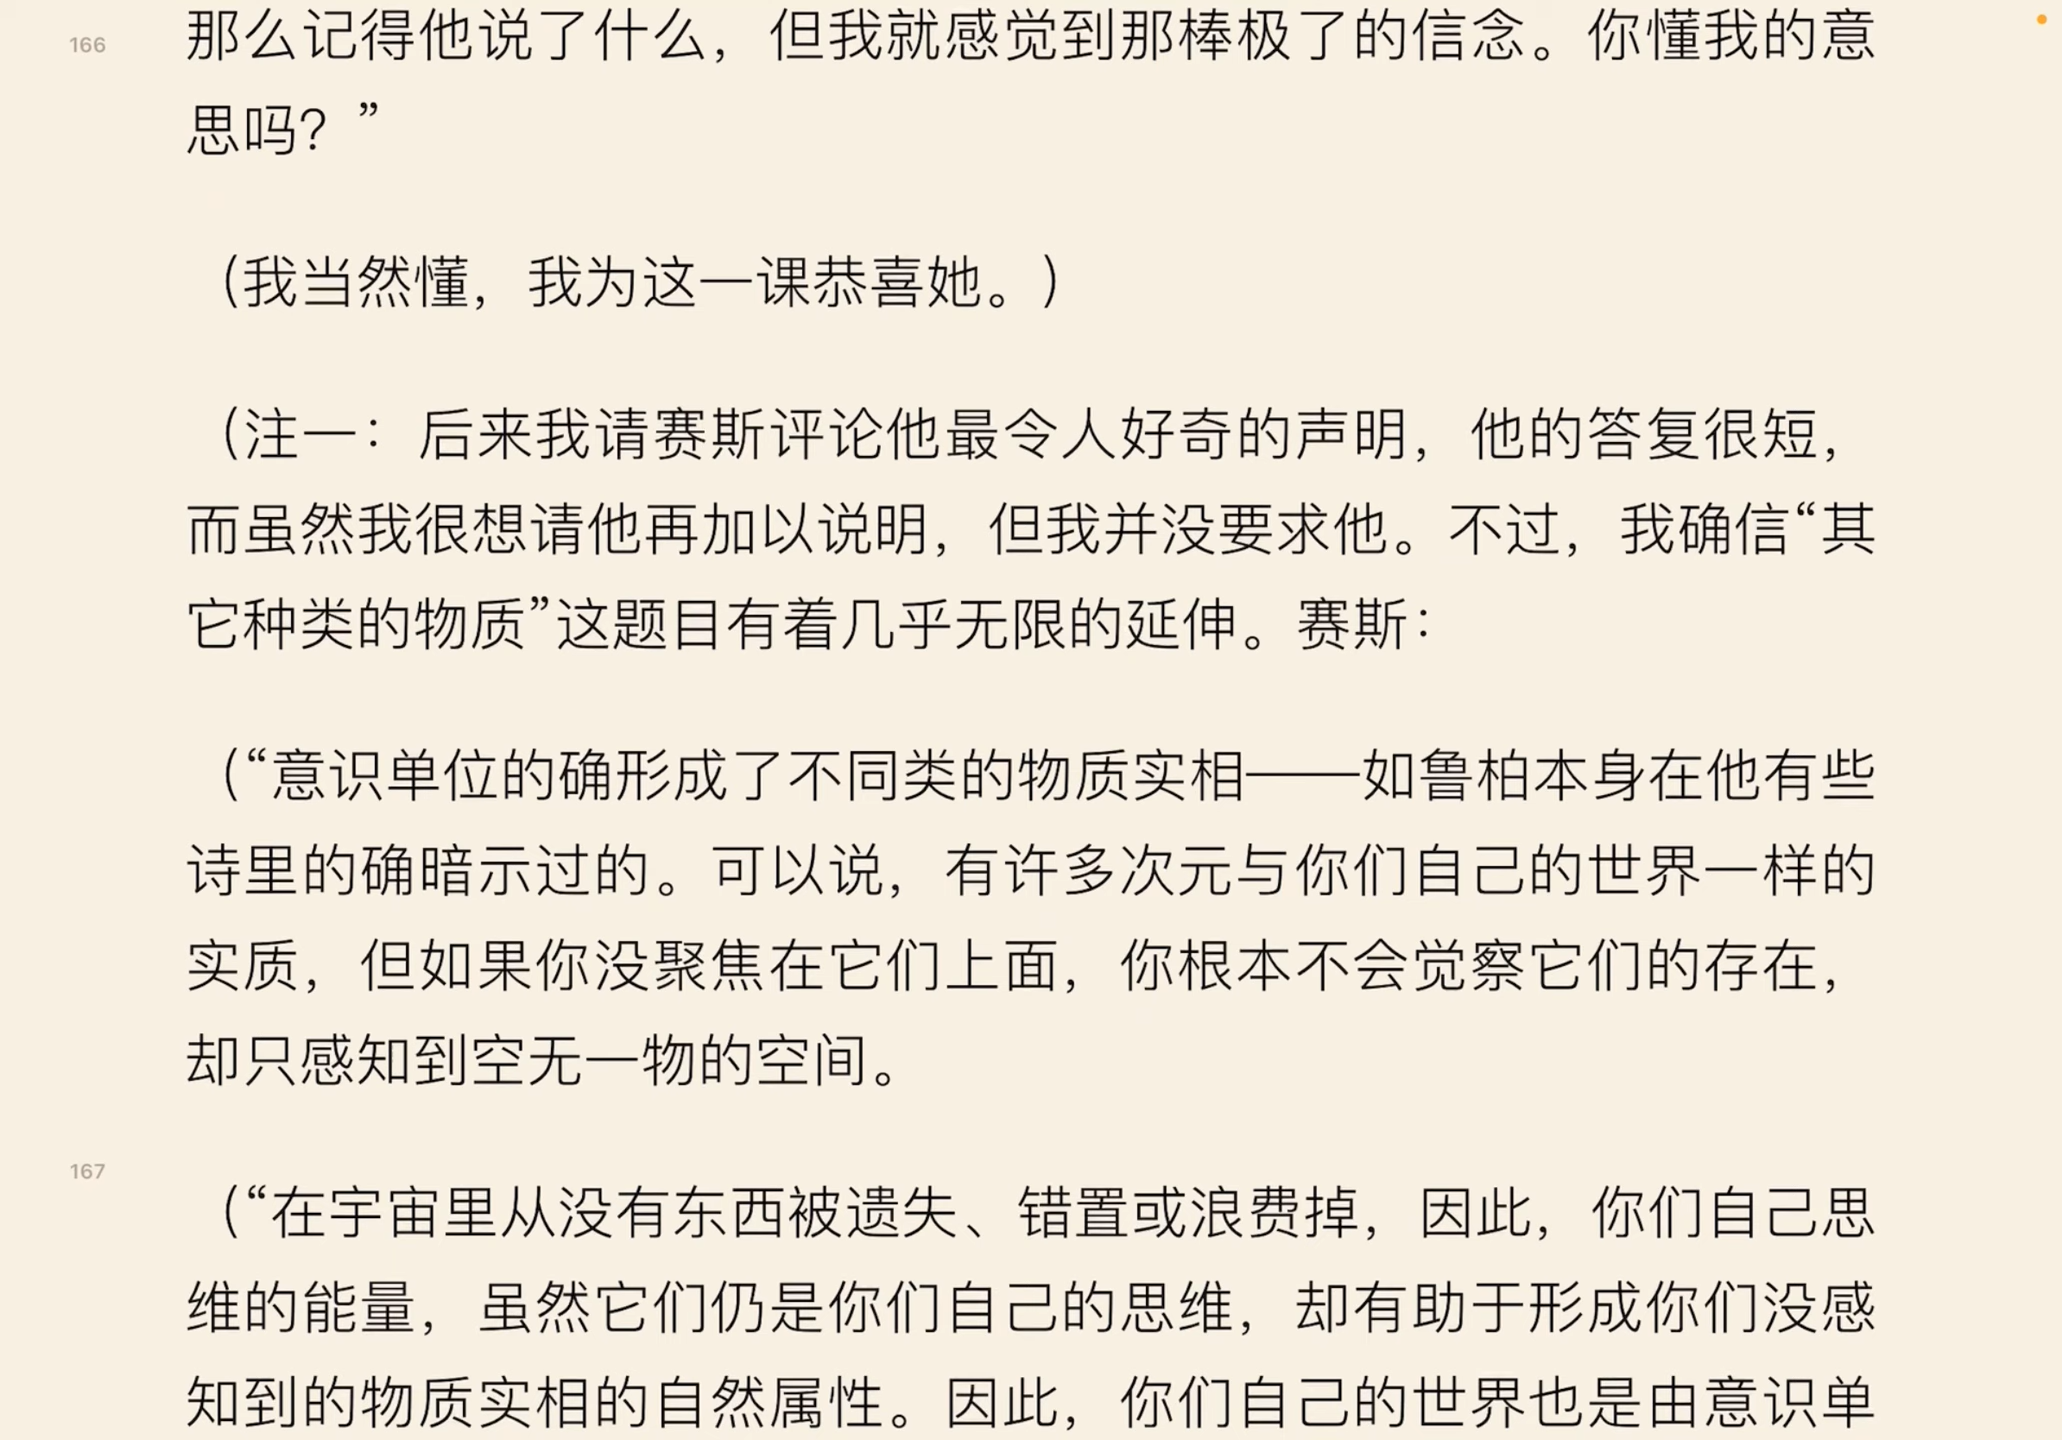 166
那么记得他说了什么，但我就感觉到那棒极了的信念。你懂我的意
思吗？”
（我当然懂，我为这一课恭喜她。）
（注一：后来我请赛斯评论他最令人好奇的声明，他的答复很短，
而虽然我很想请他再加以说明，但我并没要求他。不过，我确信“其
它种类的物质”这题目有着几乎无限的延伸。赛斯：
（“意识单位的确形成了不同类的物质实相——如鲁柏本身在他有些
诗里的确暗示过的。可以说，有许多次元与你们自己的世界一样的
实质，但如果你没聚焦在它们上面，你根本不会觉察它们的存在，
却只感知到空无一物的空间。
167
（“在宇宙里从没有东西被遗失、错置或浪费掉，因此，你们自己思
维的能量，虽然它们仍是你们自己的思维，却有助于形成你们没感
知到的物质实相的自然属性。因此，你们自己的世界也是由意识单